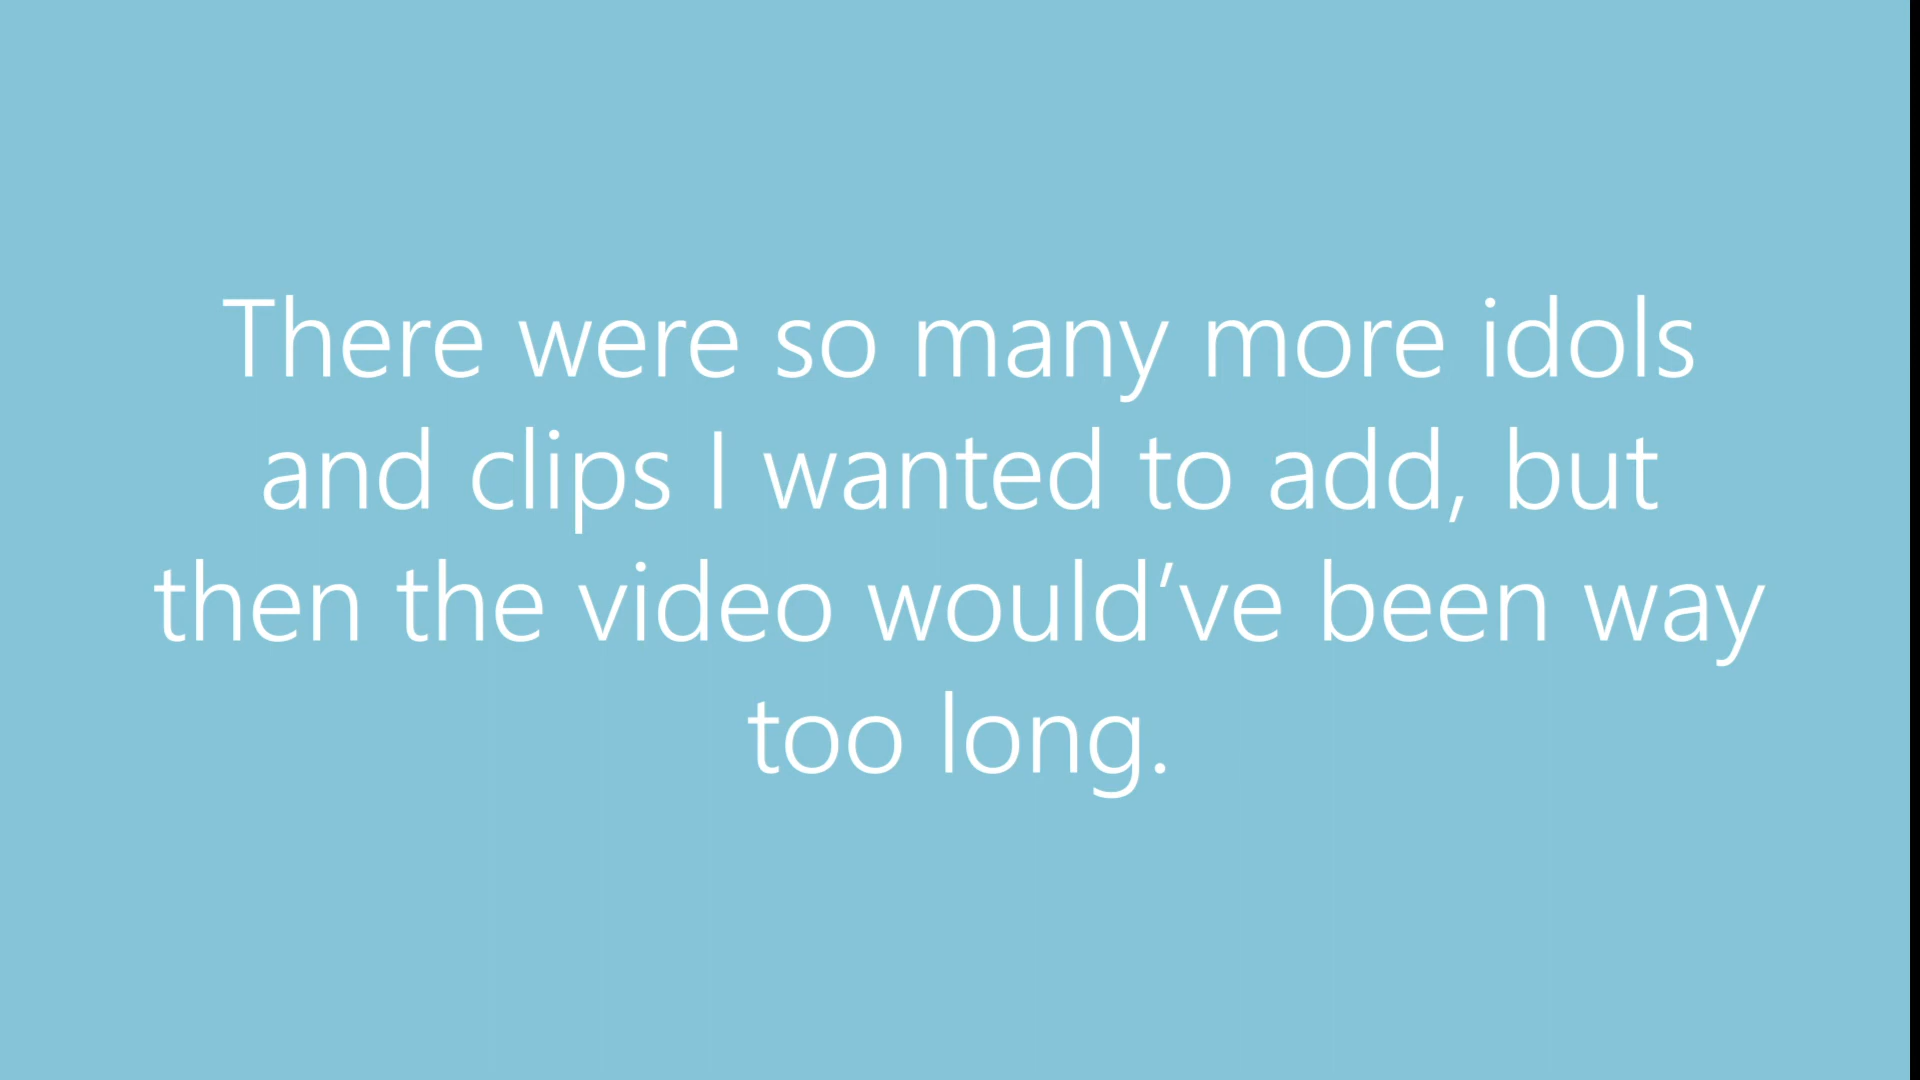 There were so many more idols
and clips I wanted to add, but
then the video would’ve been way
too long.